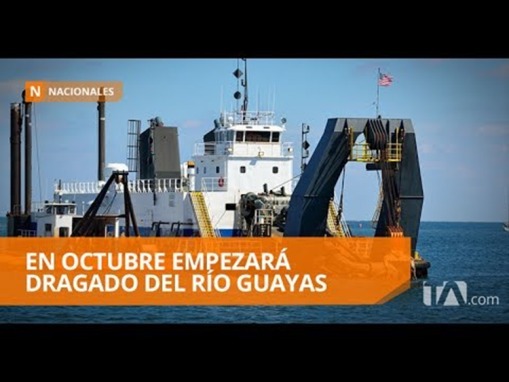 N NACIONALES
EN OCTUBRE EMPEZARÁ
DRAGADO DEL RÍO GUAYAS
TA.com